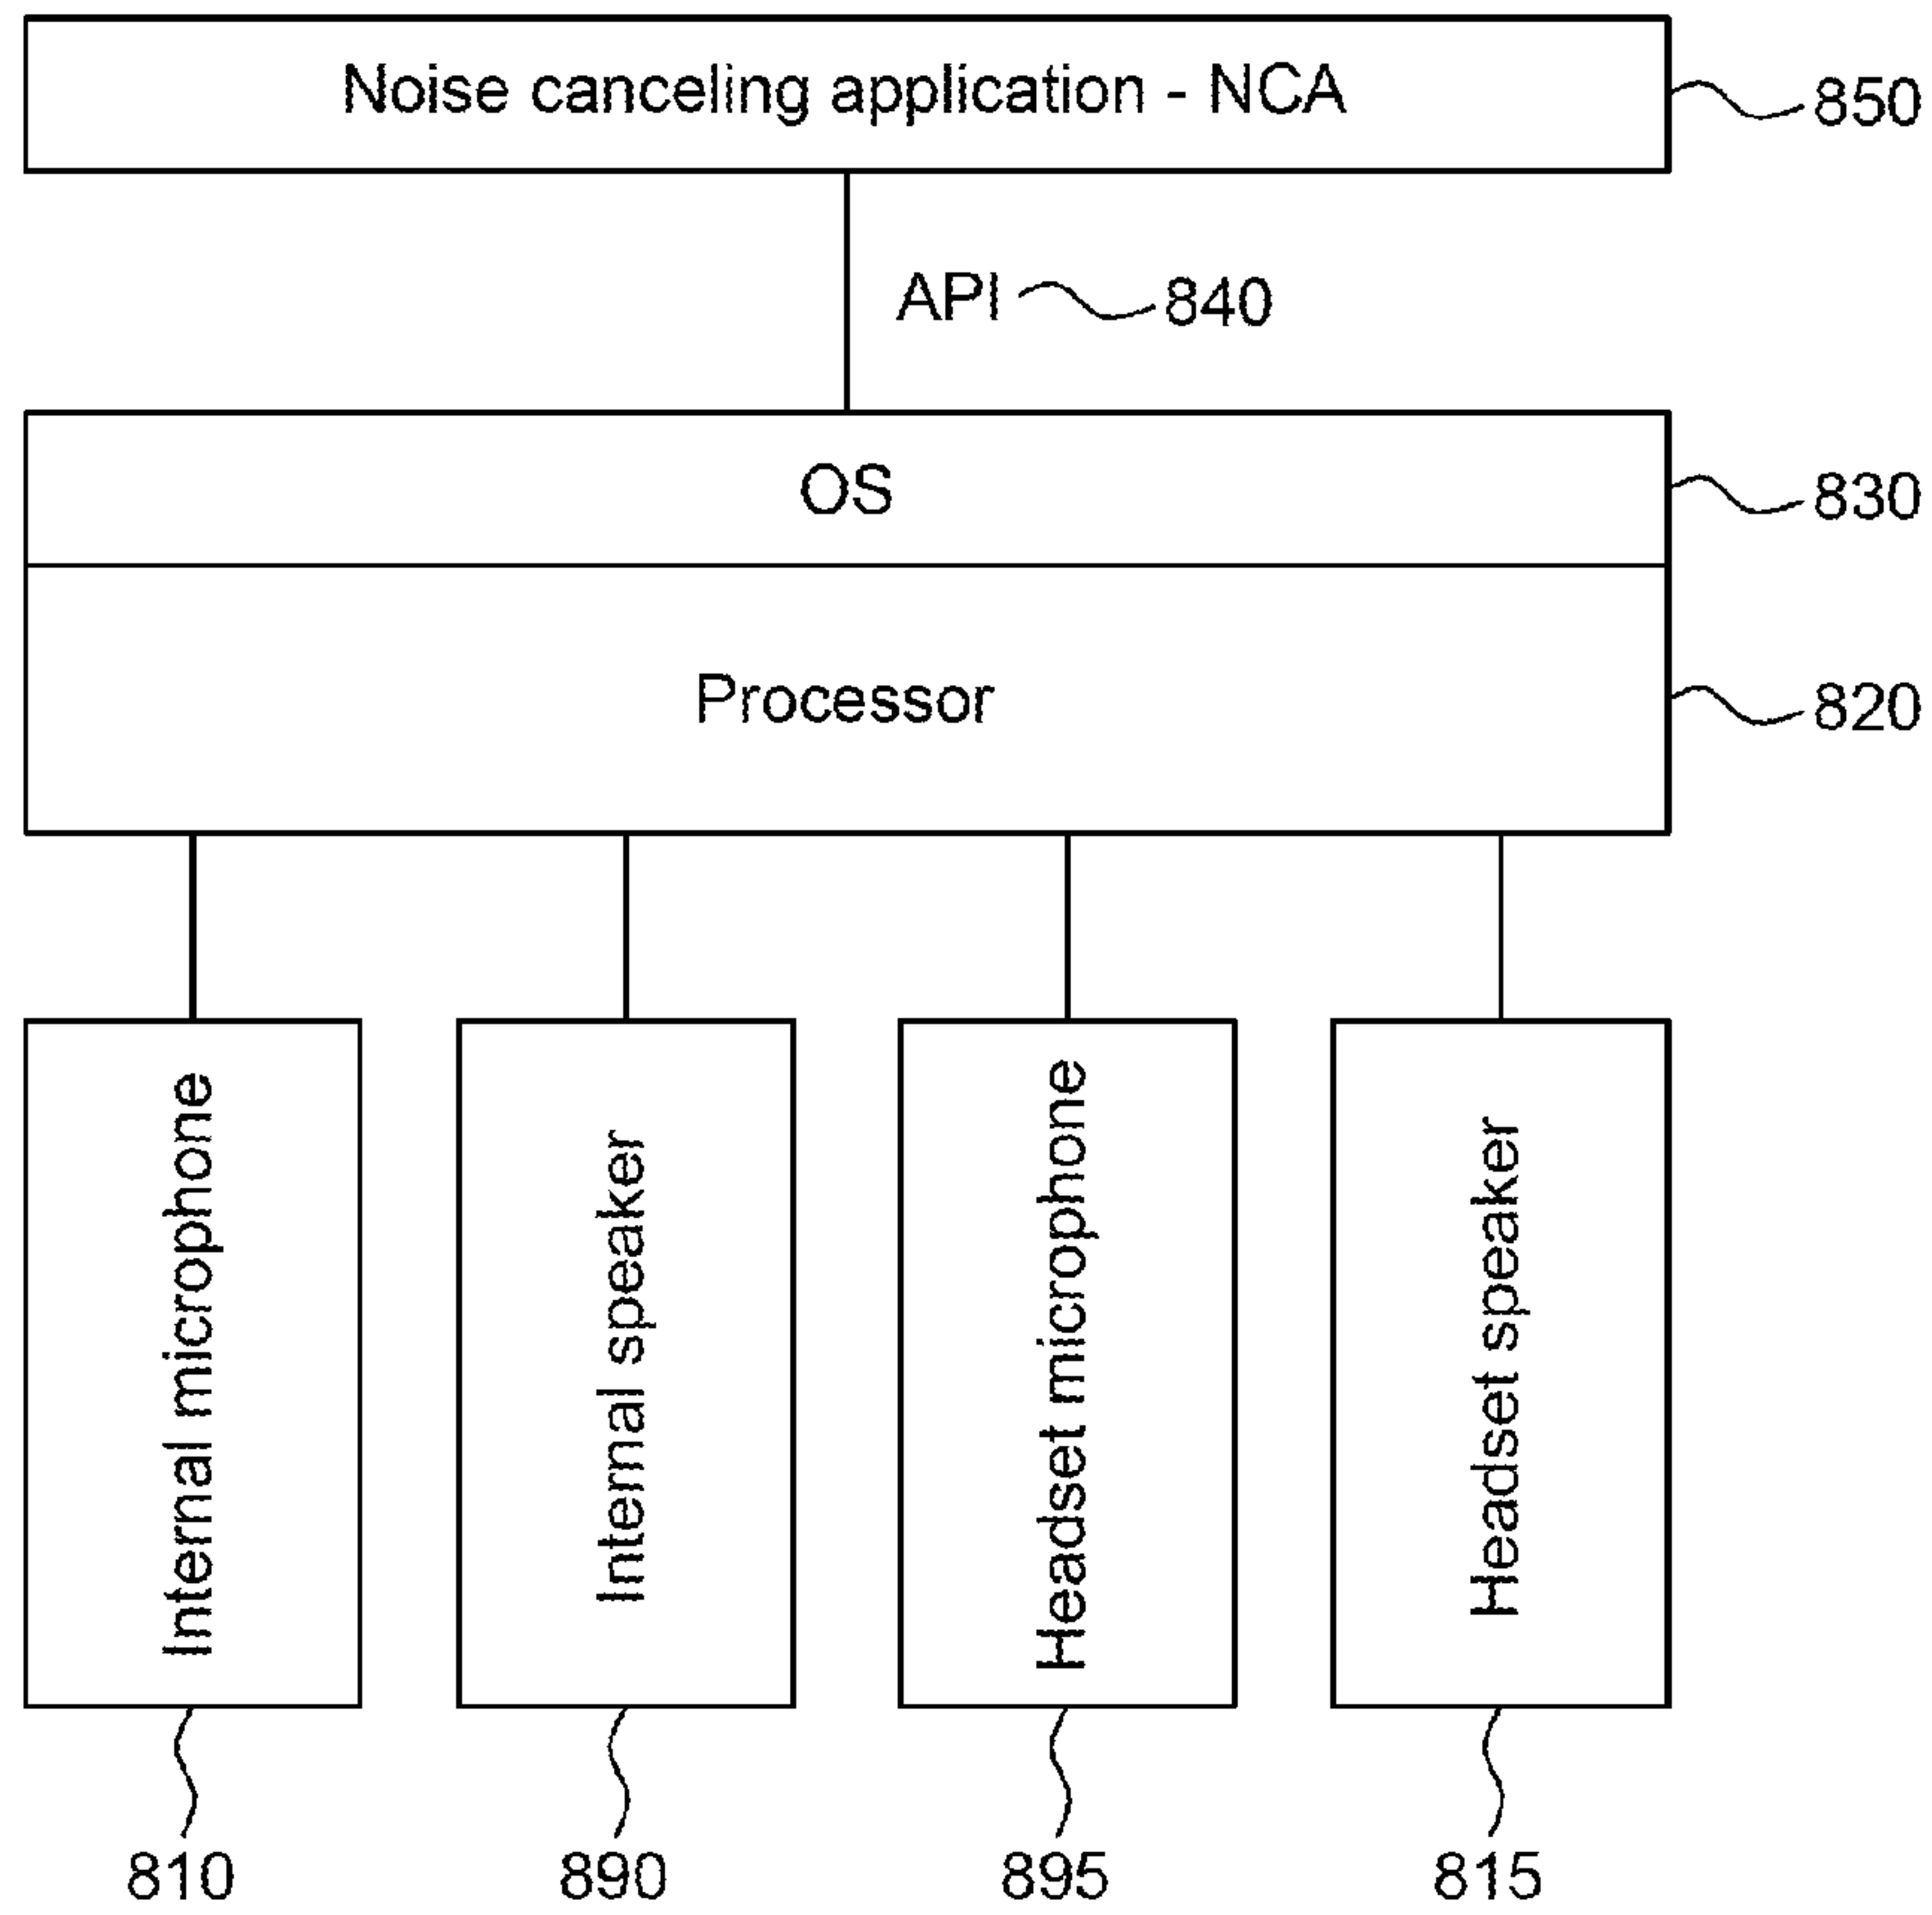 Noise canceling application - NCA
850
API
840
OS
830
Processor
820
Internal microphone
Internal speaker
Headset microphone
Headset speaker
810
890
895
815